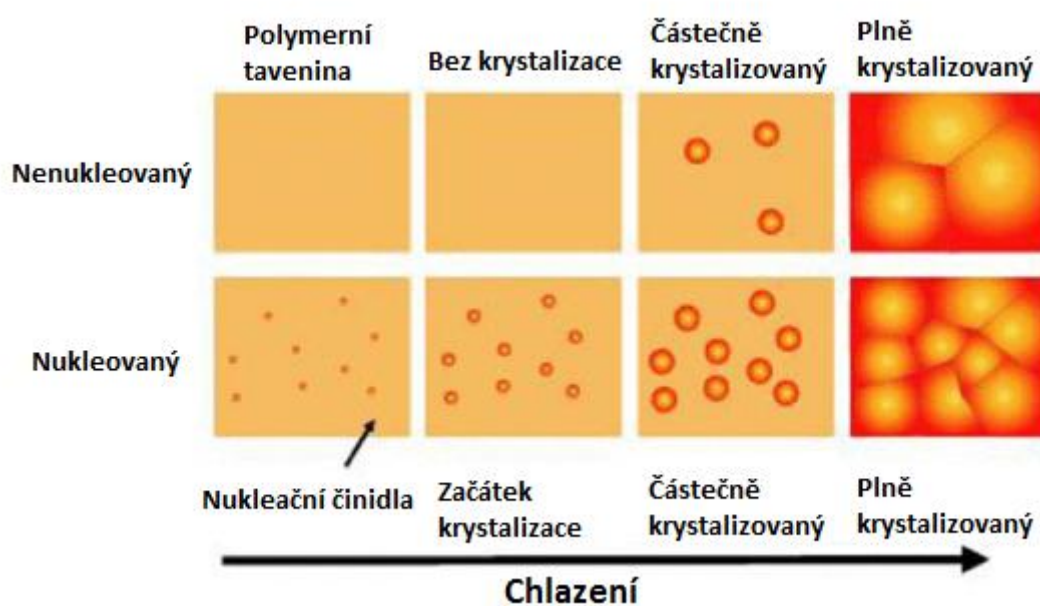 Polymerní
tavenina
Bez krystalizace
Částečně
krystalizovaný
Plně
krystalizovaný
Nenukleovaný
Nukleovaný
Nukleační činidla
Začátek
krystalizace
Částečně
krystalizovaný
Plně
krystalizovaný
Chlazení